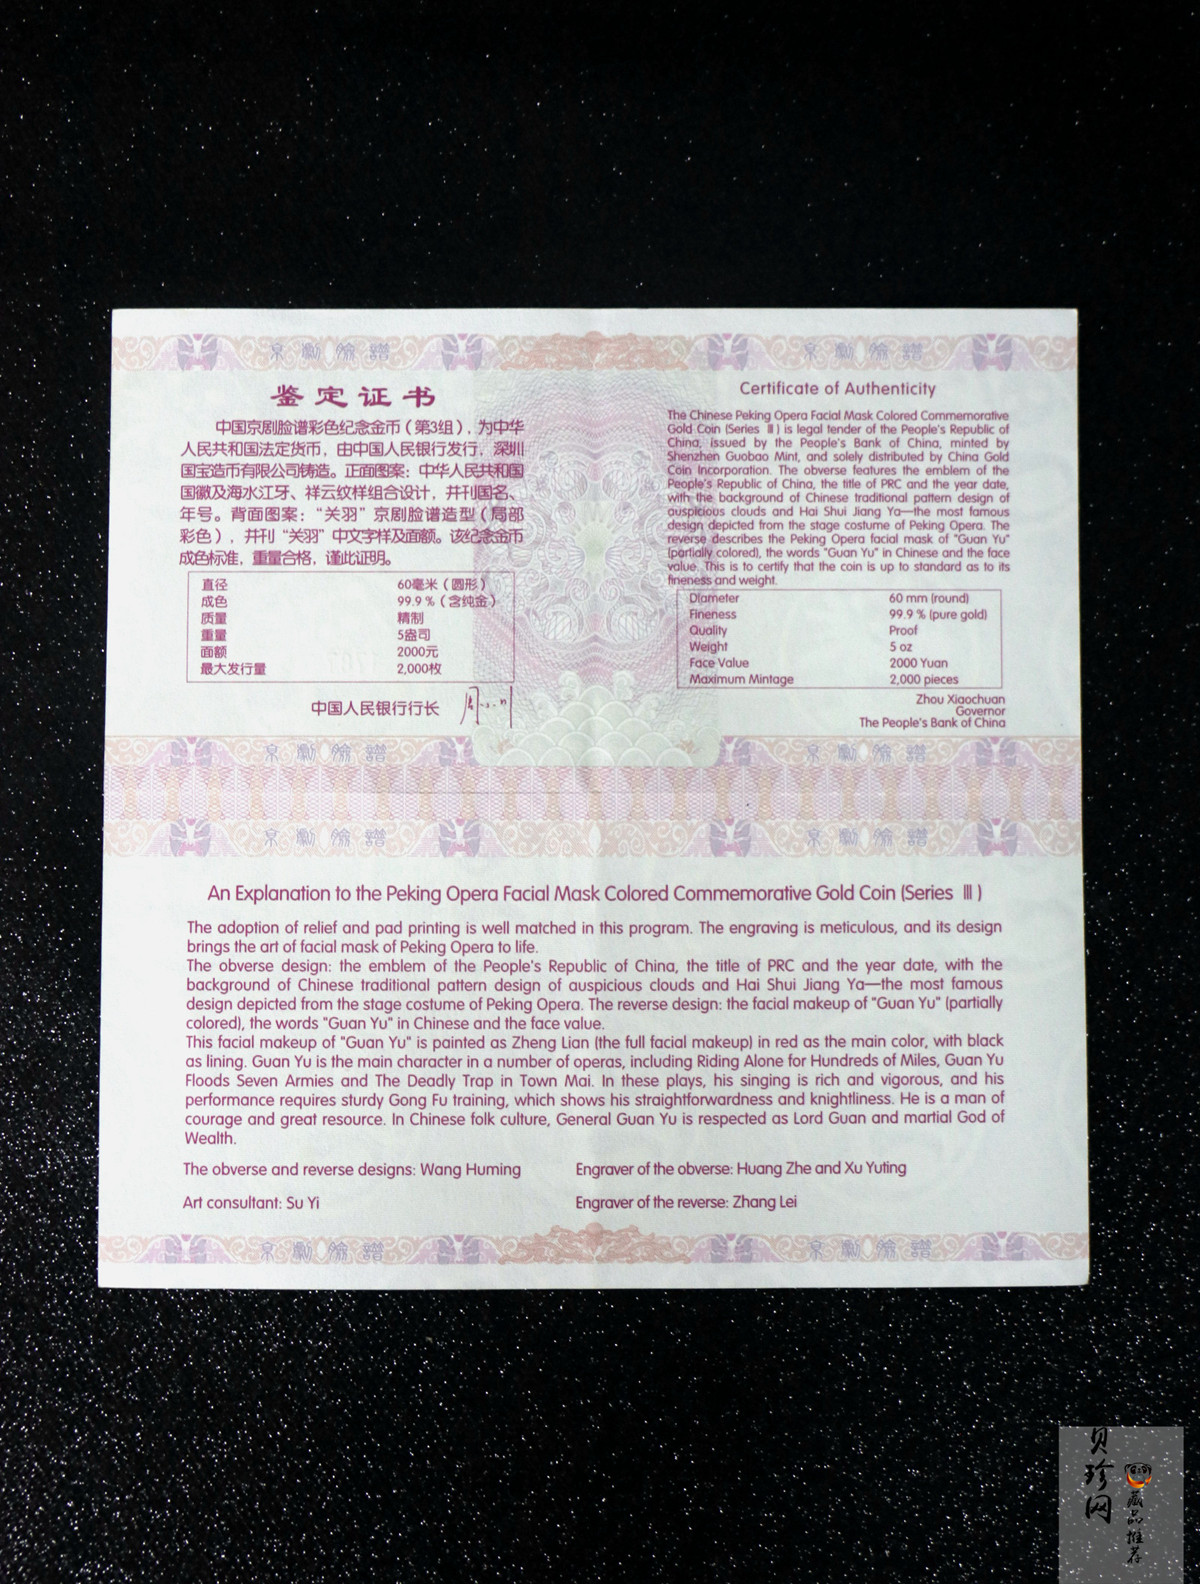 京剧脸谱
京剧脸谱
鉴定证书
中国京剧脸谱彩色纪念金币（第3组），为中华
人民共和国法定货币，由中国人民银行发行，深圳
国宝造币有限公司铸造。正面图案：中华人民共和国
国徽及海水江牙、祥云纹样组合设计，并刊国名、
年号。背面图案：“关羽”京剧脸谱造型（局部
彩色），并刊“关羽”中文字样及面额。该纪念金币
成色标准，重量合格，谨此证明。
直径 60毫米（圆形）
成色 99.9%（含纯金）
质量 精制
重量 5盎司
面额 2000元
最大发行量 2,000枚
中国人民银行行长
Certificate of Authenticity
The Chinese Peking Opera Facial Mask Colored Commemorative
Gold Coin (Series Ⅲ) is legal tender of the People's Republic of
China, issued by the People's Bank of China, minted by
Shenzhen Guobao Mint, and solely distributed by China Gold
Coin Incorporation. The obverse features the emblem of the
People's Republic of China, the title of PRC and the year date,
with the background of Chinese traditional pattern design of
auspicious clouds and Hai Shui Jiang Ya—the most famous
design depicted from the stage costume of Peking Opera. The
reverse describes the Peking Opera facial mask of "Guan Yu"
(partially colored), the words "Guan Yu" in Chinese and the face
value. This is to certify that the coin is up to standard as to its
fineness and weight.
Diameter 60 mm (round)
Fineness 99.9 % (pure gold)
Quality Proof
Weight 5 oz
Face Value 2000 Yuan
Maximum Mintage 2,000 pieces
Zhou Xiaochuan
Governor
The People's Bank of China
京剧脸谱
京剧脸谱
京剧脸谱
京剧脸谱
An Explanation to the Peking Opera Facial Mask Colored Commemorative Gold Coin (Series Ⅲ)
The adoption of relief and pad printing is well matched in this program. The engraving is meticulous, and its design
brings the art of facial mask of Peking Opera to life.
The obverse design: the emblem of the People's Republic of China, the title of PRC and the year date, with the
background of Chinese traditional pattern design of auspicious clouds and Hai Shui Jiang Ya—the most famous
design depicted from the stage costume of Peking Opera. The reverse design: the facial makeup of "Guan Yu" (partially
colored), the words "Guan Yu" in Chinese and the face value.
This facial makeup of "Guan Yu" is painted as Zheng Lian (the full facial makeup) in red as the main color, with black
as lining. Guan Yu is the main character in a number of operas, including Riding Alone for Hundreds of Miles, Guan Yu
Floods Seven Armies and The Deadly Trap in Town Mai. In these plays, his singing is rich and vigorous, and his
performance requires sturdy Gong Fu training, which shows his straightforwardness and knightliness. He is a man of
courage and great resource. In Chinese folk culture, General Guan Yu is respected as Lord Guan and martial God of
Wealth.
The obverse and reverse designs: Wang Huming
Engraver of the obverse: Huang Zhe and Xu Yuting
Art consultant: Su Yi
Engraver of the reverse: Zhang Lei
京剧脸谱
京剧脸谱
贝珍网
藏品推荐